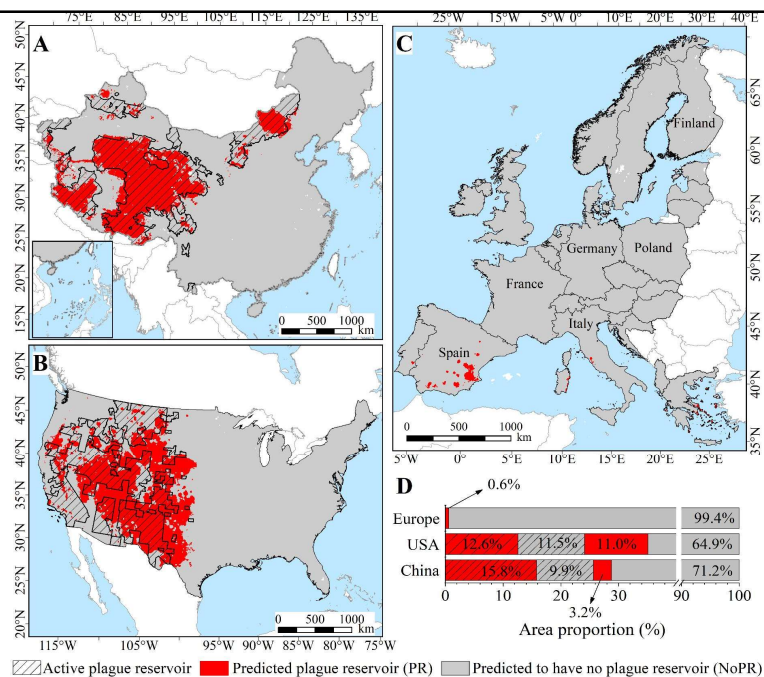 75°E 85°E 95°E 105°E 115°E 125°E 135°E
A
50°N
45°N
40°N
35°N
30°N
25°N
20°N
15°N
0 500 1000
km
B
45°N
40°N
35°N
30°N
25°N
20°N
0 500 1000
km
115°W 105°W 95°W 85°W 75°W
25°W 15°W 5°W 0° 5°E 15°E 20°E 25°E 30°E 35°E 40°E
C
65°N
60°N
55°N
50°N
45°N
40°N
35°N
Finland
Germany
Poland
France
Italy
Spain
0 500 1000
km
5°W 0° 5°E 10°E 15°E 20°E 25°E
D
0.6%
Europe 99.4%
USA 12.6% 11.5% 11.0% 64.9%
China 15.8% 9.9% 71.2%
0 10 20 30 90 100
3.2%
Area proportion (%)
Active plague reservoir Predicted plague reservoir (PR) Predicted to have no plague reservoir (NoPR)